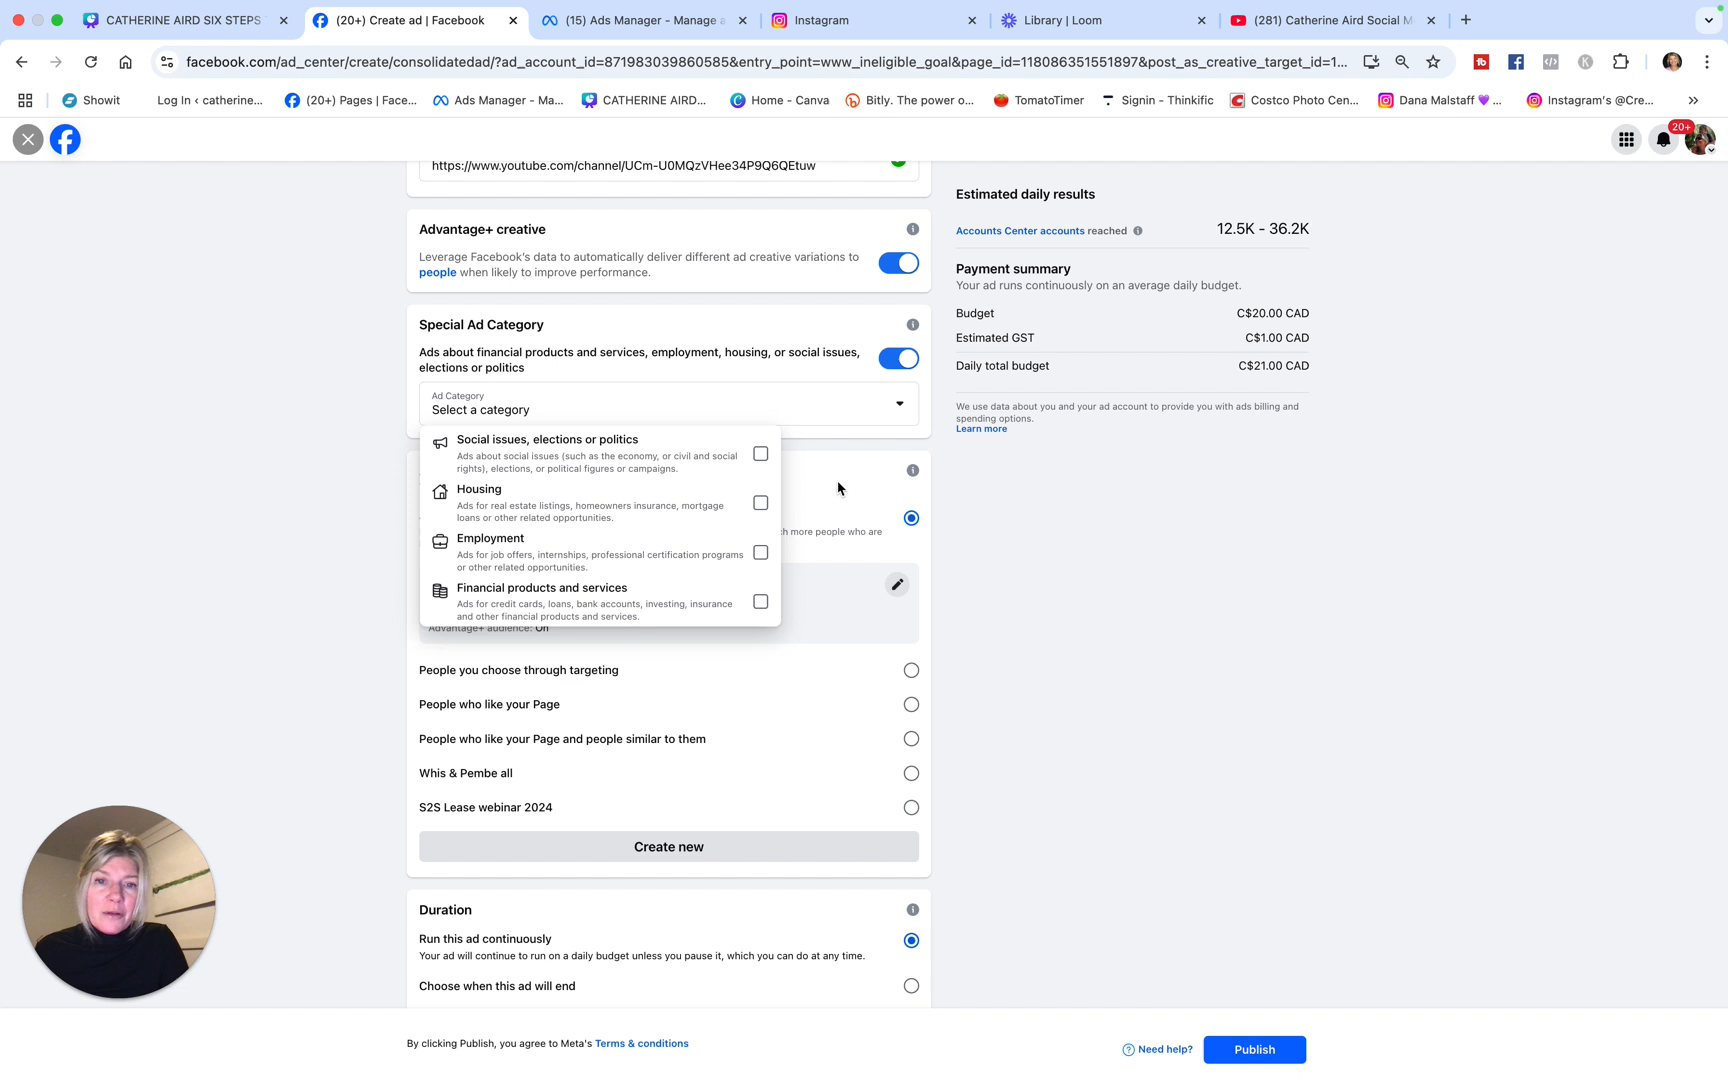 CATHERINE AIRD SIX STEPS
(20+) Create ad | Facebook
(15) Ads Manager - Manage a
Instagram
Library | Loom
(281) Catherine Aird Social M
facebook.com/ad_center/create/consolidatedad/?ad_account_id=871983039860585&entry_point=www_ineligible_goal&page_id=118086351551897&post_as_creative_target_id=1...
Showit
Log In ‹ catherine...
(20+) Pages | Face...
Ads Manager - Ma...
CATHERINE AIRD...
Home - Canva
Bitly. The power o...
TomatoTimer
Signin - Thinkific
Costco Photo Cen...
Dana Malstaff 💜 ...
Instagram's @Cre...
20+
https://www.youtube.com/channel/UCm-U0MQzVHee34P9Q6QEtuw
Advantage+ creative
Leverage Facebook's data to automatically deliver different ad creative variations to
people when likely to improve performance.
Special Ad Category
Ads about financial products and services, employment, housing, or social issues,
elections or politics
Ad Category
Select a category
Social issues, elections or politics
Ads about social issues (such as the economy, or civil and social
rights), elections, or political figures or campaigns.
Housing
Ads for real estate listings, homeowners insurance, mortgage
loans or other related opportunities.
Employment
Ads for job offers, internships, professional certification programs
or other related opportunities.
Financial products and services
Ads for credit cards, loans, bank accounts, investing, insurance
and other financial products and services.
more people who are
Advantage+ audience: On
People you choose through targeting
People who like your Page
People who like your Page and people similar to them
Whis & Pembe all
S2S Lease webinar 2024
Create new
Duration
Run this ad continuously
Your ad will continue to run on a daily budget unless you pause it, which you can do at any time.
Choose when this ad will end
Estimated daily results
Accounts Center accounts reached
12.5K - 36.2K
Payment summary
Your ad runs continuously on an average daily budget.
Budget
C$20.00 CAD
Estimated GST
C$1.00 CAD
Daily total budget
C$21.00 CAD
We use data about you and your ad account to provide you with ads billing and
spending options.
Learn more
By clicking Publish, you agree to Meta's Terms & conditions
Need help?
Publish